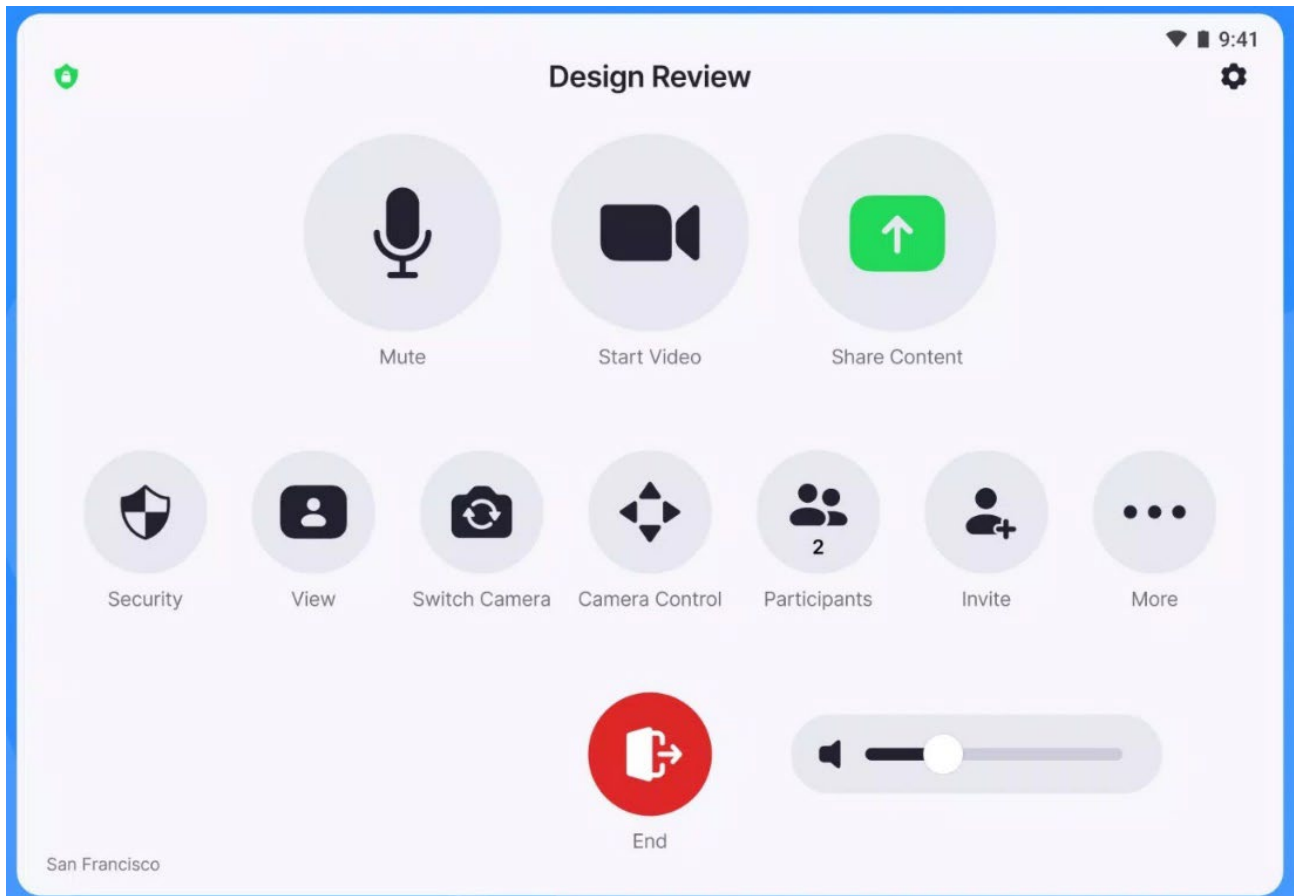 9:41
Design Review
Mute
Start Video
Share Content
2
Security
View
Switch Camera
Camera Control
Participants
Invite
More
End
San Francisco